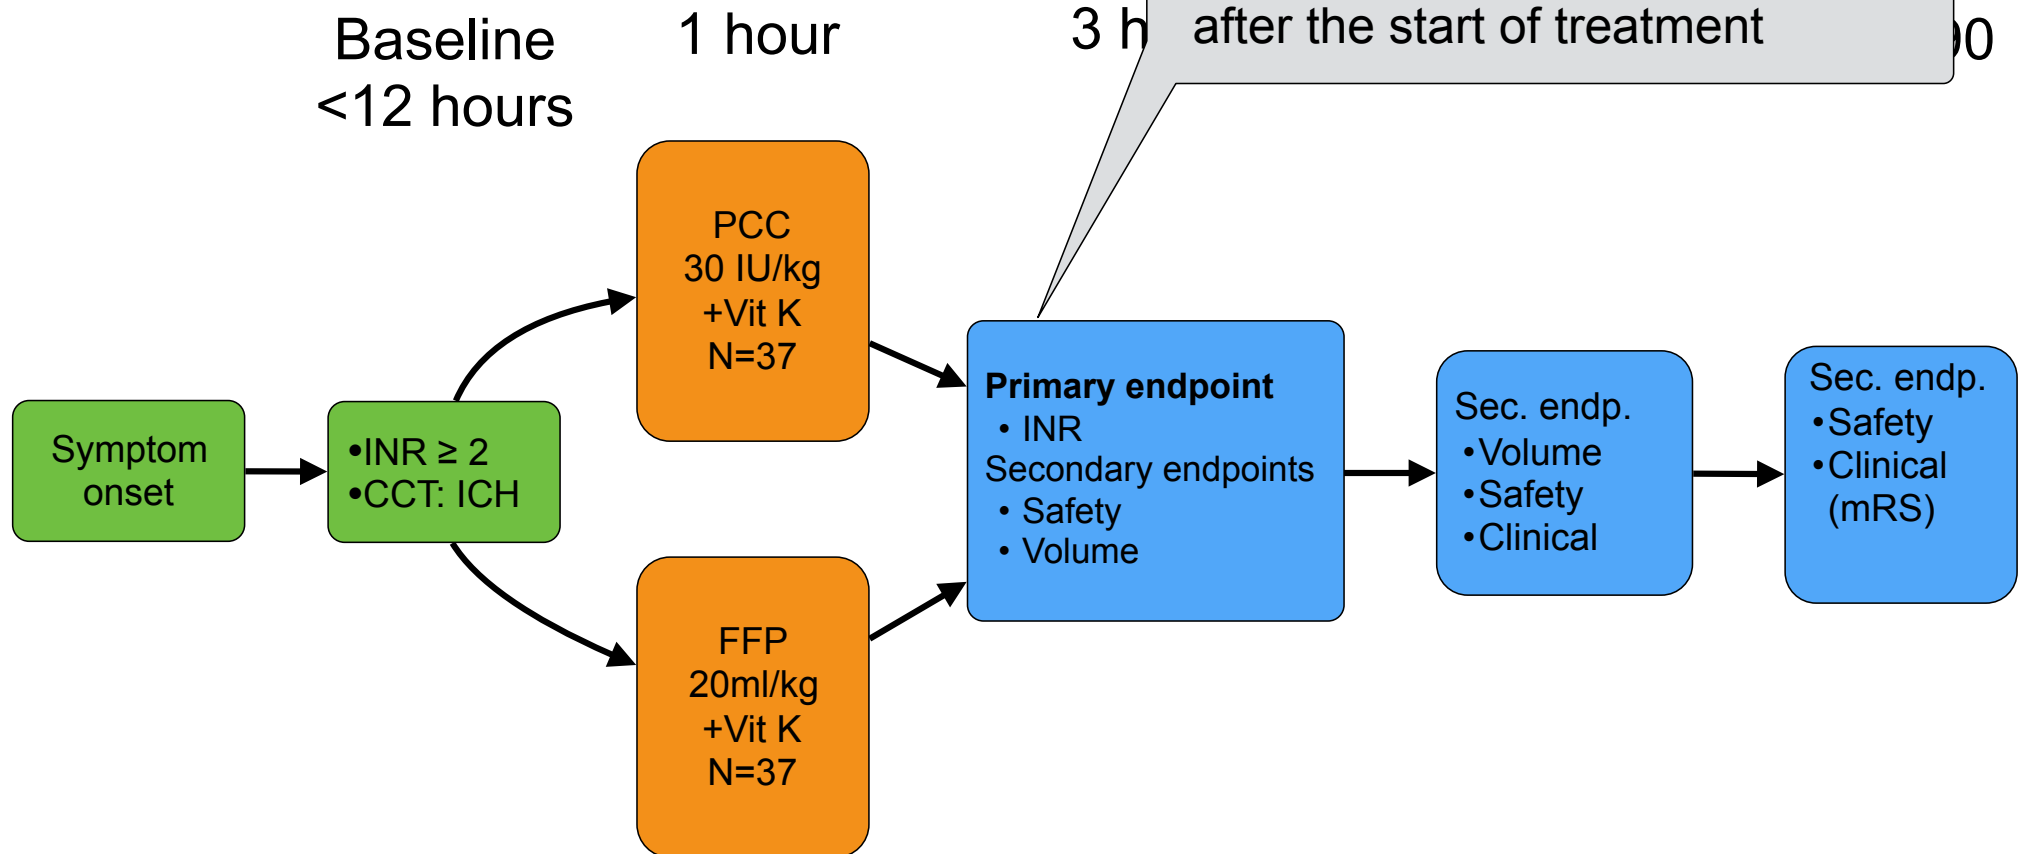 Baseline
<12 hours
1 hour
3 h
after the start of treatment
90
Symptom
onset
•INR ≥ 2
•CCT: ICH
PCC
30 IU/kg
+Vit K
N=37
FFP
20ml/kg
+Vit K
N=37
Primary endpoint
• INR
Secondary endpoints
• Safety
• Volume
Sec. endp.
•Volume
•Safety
•Clinical
Sec. endp.
•Safety
•Clinical
(mRS)